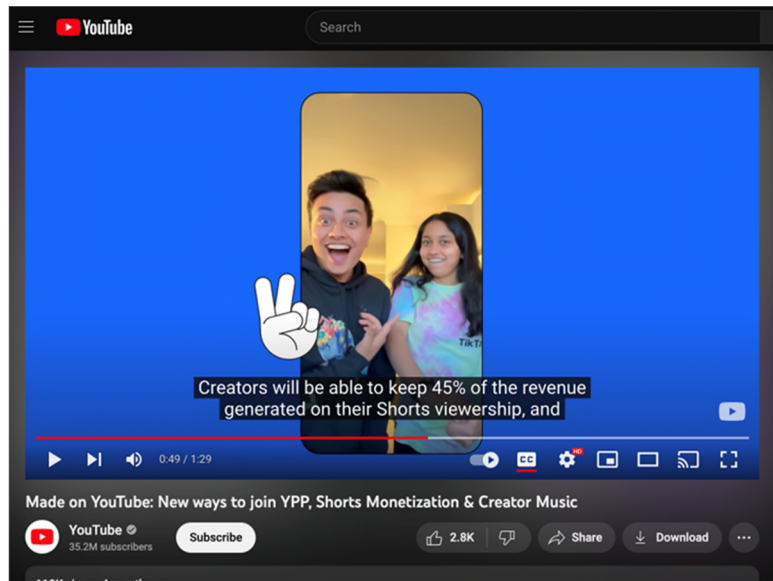 YouTube
Search
TikT
Creators will be able to keep 45% of the revenue
generated on their Shorts viewership, and
0:49 / 1:29
CC
HD
Made on YouTube: New ways to join YPP, Shorts Monetization & Creator Music
YouTube
35.2M subscribers
Subscribe
2.8K
Share
Download